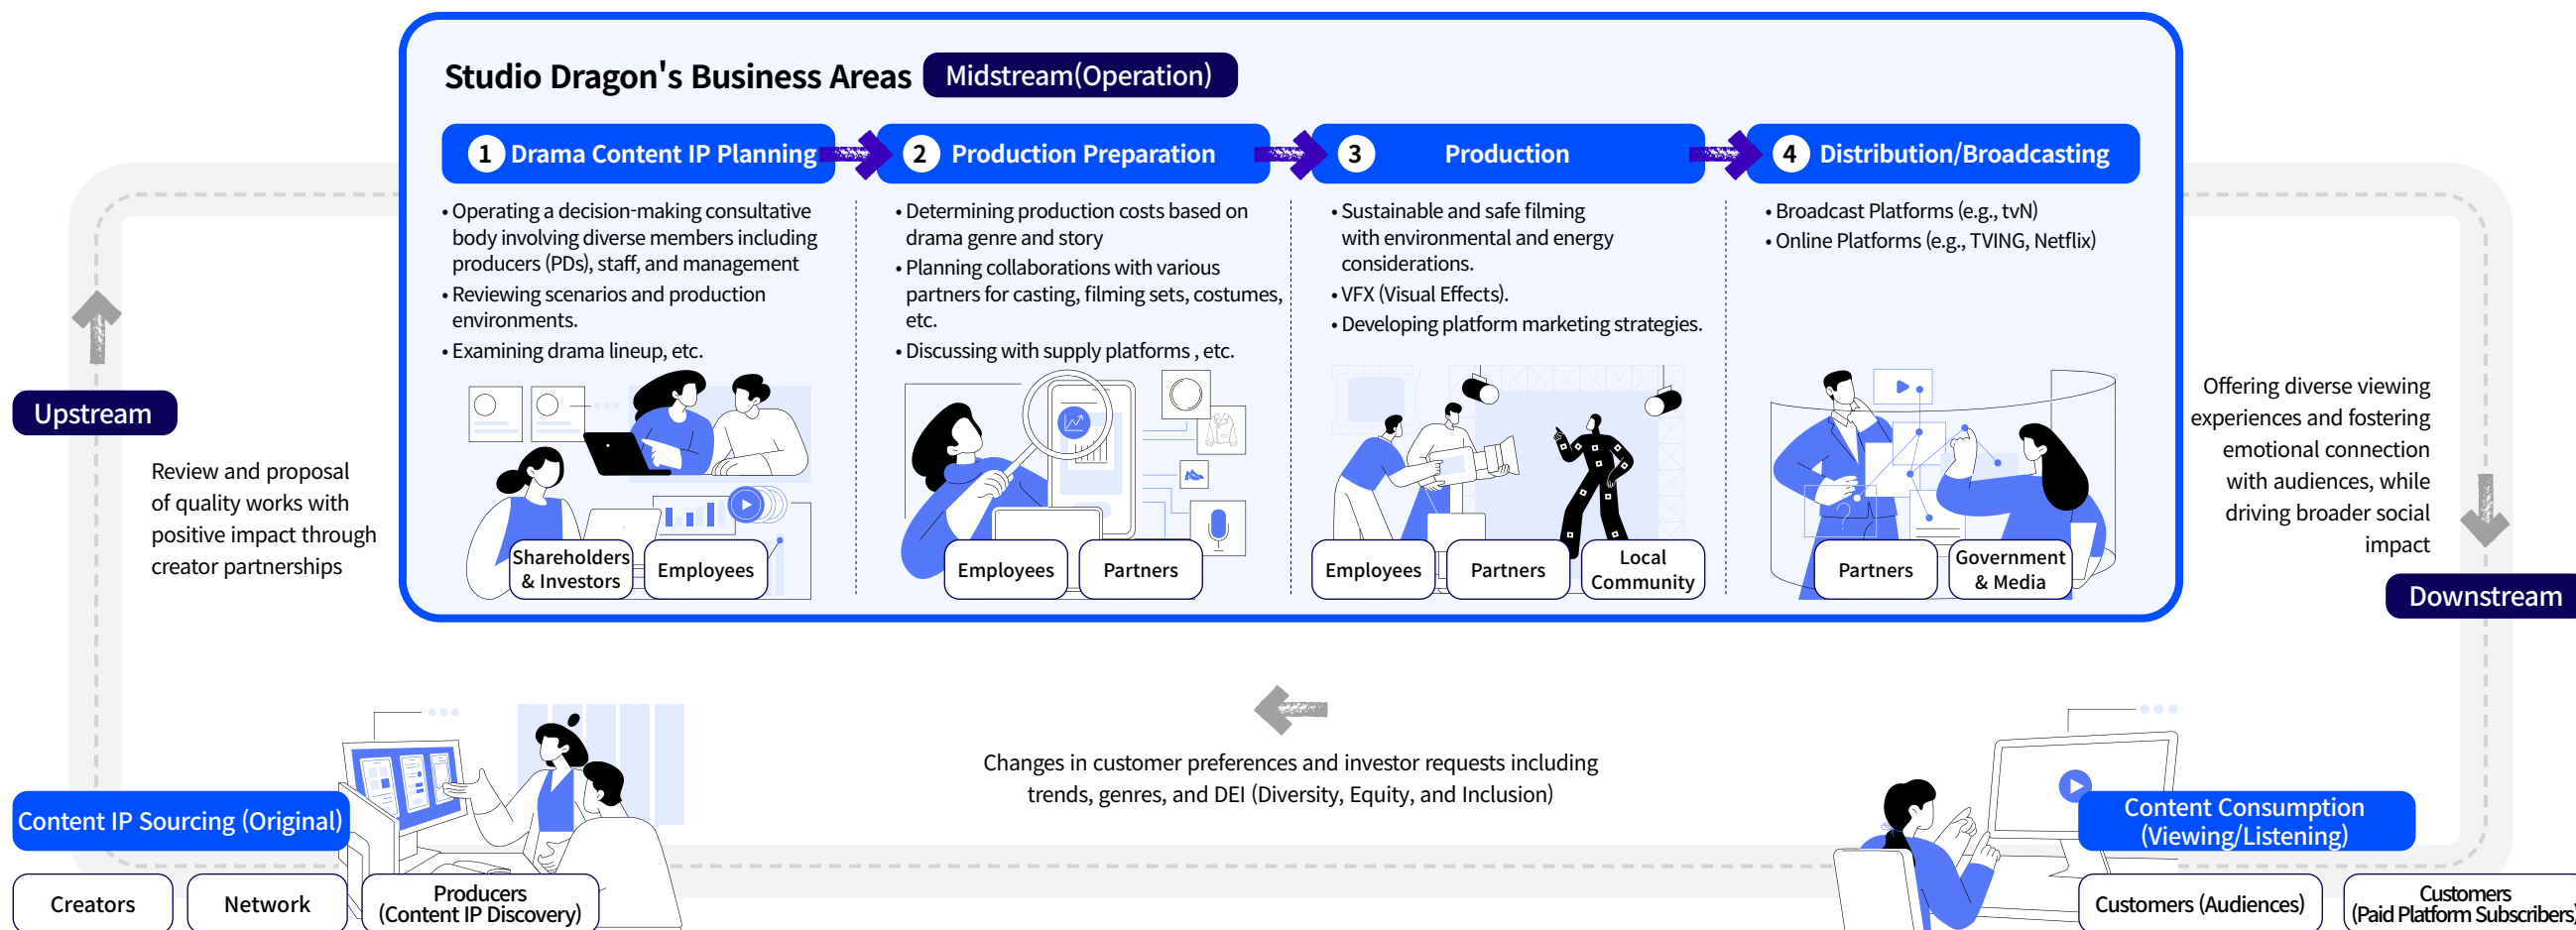 Studio Dragon's Business Areas
Midstream(Operation)
1 Drama Content IP Planning
• Operating a decision-making consultative
body involving diverse members including
producers (PDs), staff, and management
• Reviewing scenarios and production
environments.
• Examining drama lineup, etc.
Shareholders
& Investors
Employees
2 Production Preparation
• Determining production costs based on
drama genre and story
• Planning collaborations with various
partners for casting, filming sets, costumes,
etc.
• Discussing with supply platforms , etc.
Employees
Partners
3 Production
• Sustainable and safe filming
with environmental and energy
considerations.
• VFX (Visual Effects).
• Developing platform marketing strategies.
Employees
Partners
Local
Community
4 Distribution/Broadcasting
• Broadcast Platforms (e.g., tvN)
• Online Platforms (e.g., TVING, Netflix)
?
Partners
Government
& Media
Upstream
Review and proposal
of quality works with
positive impact through
creator partnerships
Offering diverse viewing
experiences and fostering
emotional connection
with audiences, while
driving broader social
impact
Downstream
Changes in customer preferences and investor requests including
trends, genres, and DEI (Diversity, Equity, and Inclusion)
Content IP Sourcing (Original)
Creators
Network
Producers
(Content IP Discovery)
Content Consumption
(Viewing/Listening)
Customers (Audiences)
Customers
(Paid Platform Subscribers)